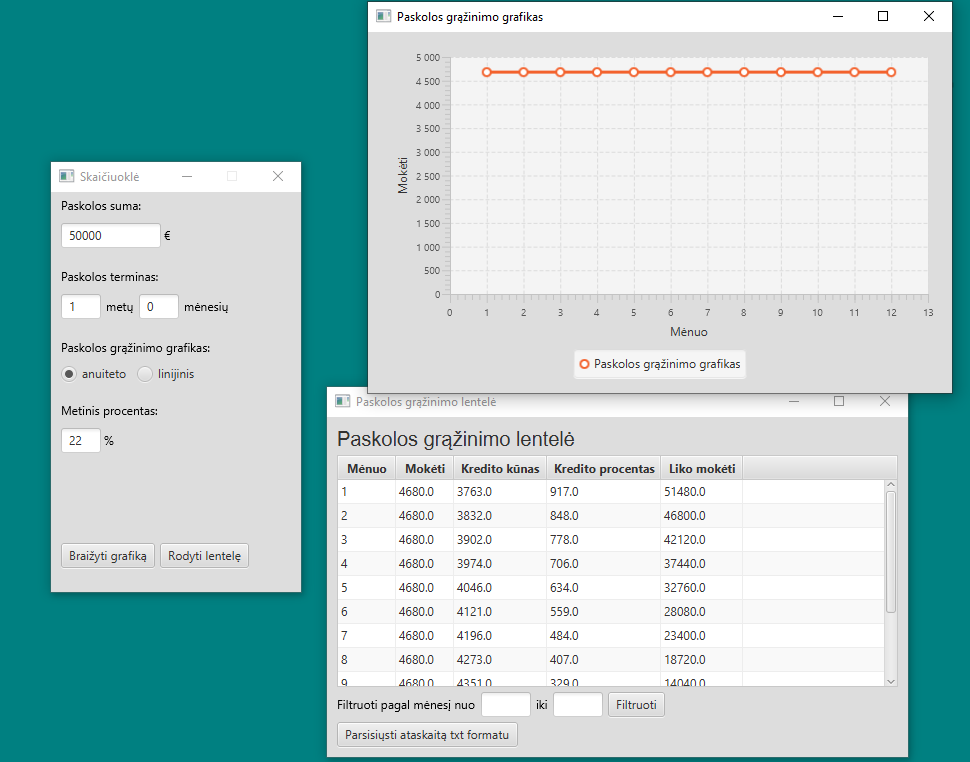 Skaičiuoklė
Paskolos suma:
50000 €
Paskolos terminas:
1 metų 0 mėnesių
Paskolos grąžinimo grafikas:
anuiteto linijinis
Metinis procentas:
22 %
Braižyti grafiką Rodyti lentelę
Paskolos grąžinimo grafikas
5 000
4 500
4 000
3 500
3 000
2 500
2 000
1 500
1 000
500
0
Mokėti
0 1 2 3 4 5 6 7 8 9 10 11 12 13
Mėnuo
Paskolos grąžinimo grafikas
Paskolos grąžinimo lentelė
Paskolos grąžinimo lentelė
Mėnuo Mokėti Kredito kūnas Kredito procentas Liko mokėti
1 4680.0 3763.0 917.0 51480.0
2 4680.0 3832.0 848.0 46800.0
3 4680.0 3902.0 778.0 42120.0
4 4680.0 3974.0 706.0 37440.0
5 4680.0 4046.0 634.0 32760.0
6 4680.0 4121.0 559.0 28080.0
7 4680.0 4196.0 484.0 23400.0
8 4680.0 4273.0 407.0 18720.0
9 4680.0 4351.0 329.0 14040.0
Filtruoti pagal mėnesį nuo iki Filtruoti
Parsisiųsti ataskaitą txt formatu